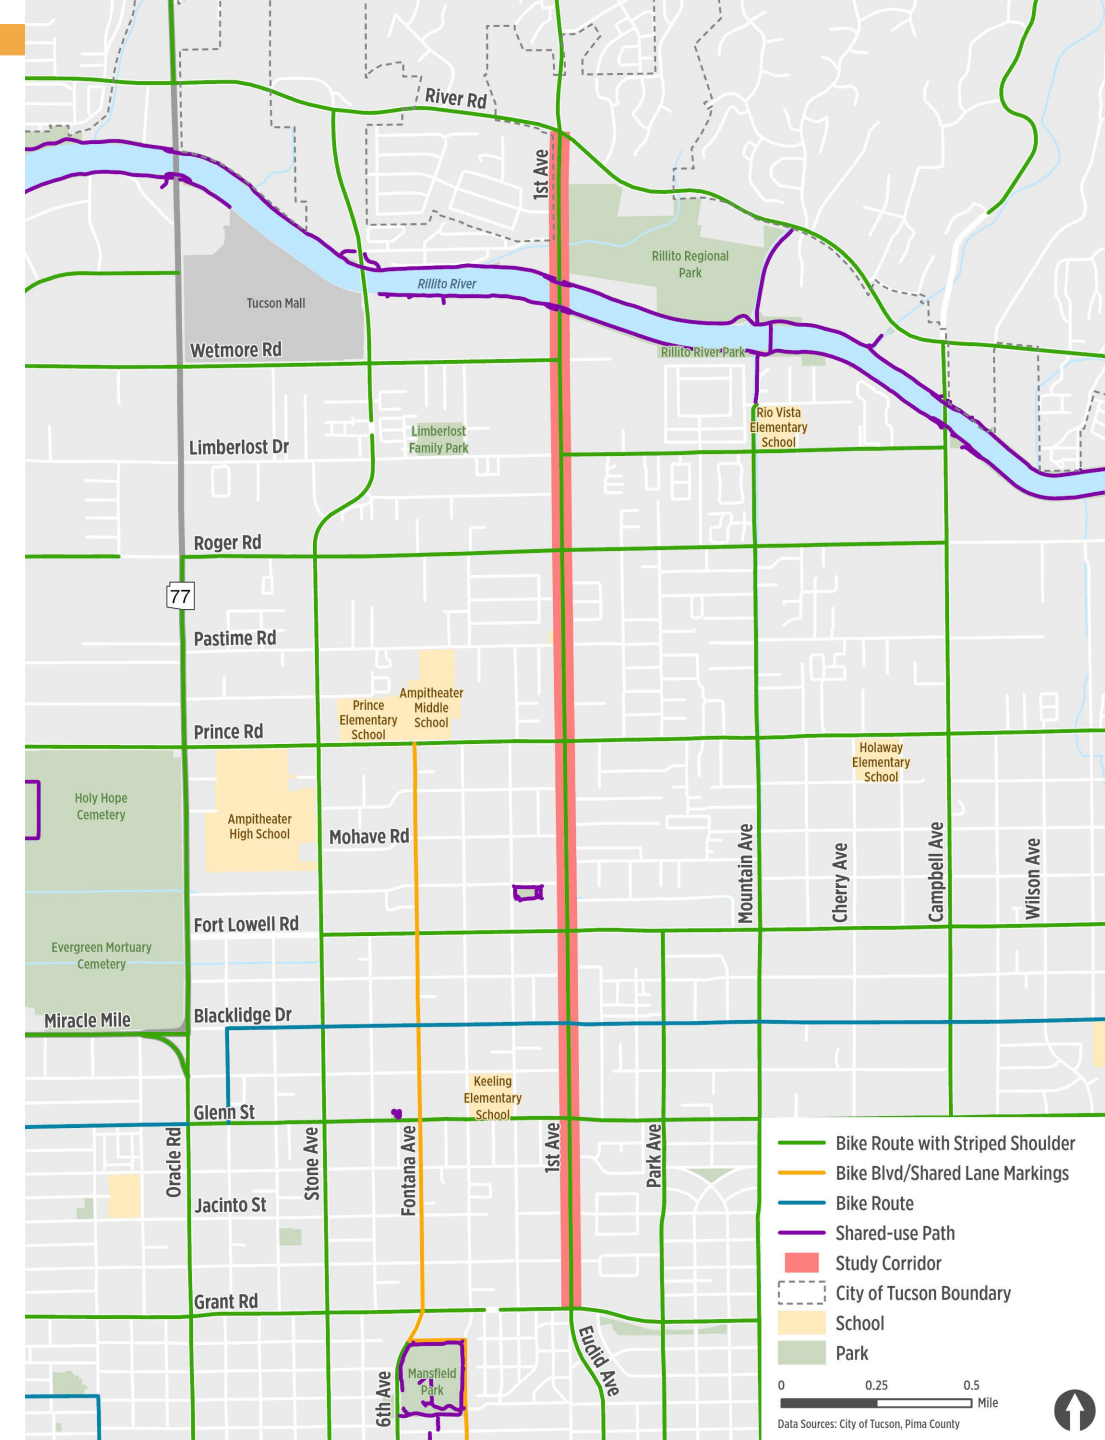 River Rd
1st Ave
Rillito Regional
Park
Rillito River
Tucson Mall
Wetmore Rd
Rillito River Park
Rio Vista
Elementary
School
Limberlost
Family Park
Limberlost Dr
Roger Rd
77
Pastime Rd
Ampitheater
Middle
School
Prince
Elementary
School
Prince Rd
Holaway
Elementary
School
Holy Hope
Cemetery
Ampitheater
High School
Mohave Rd
Mountain Ave
Cherry Ave
Campbell Ave
Wilson Ave
Fort Lowell Rd
Evergreen Mortuary
Cemetery
Miracle Mile
Blacklidge Dr
Keeling
Elementary
School
Glenn St
Oracle Rd
Stone Ave
Fontana Ave
1st Ave
Park Ave
Jacinto St
Grant Rd
Euclid Ave
6th Ave
Mansfield
Park
Bike Route with Striped Shoulder
Bike Blvd/Shared Lane Markings
Bike Route
Shared-use Path
Study Corridor
City of Tucson Boundary
School
Park
0 0.25 0.5
Mile
Data Sources: City of Tucson, Pima County